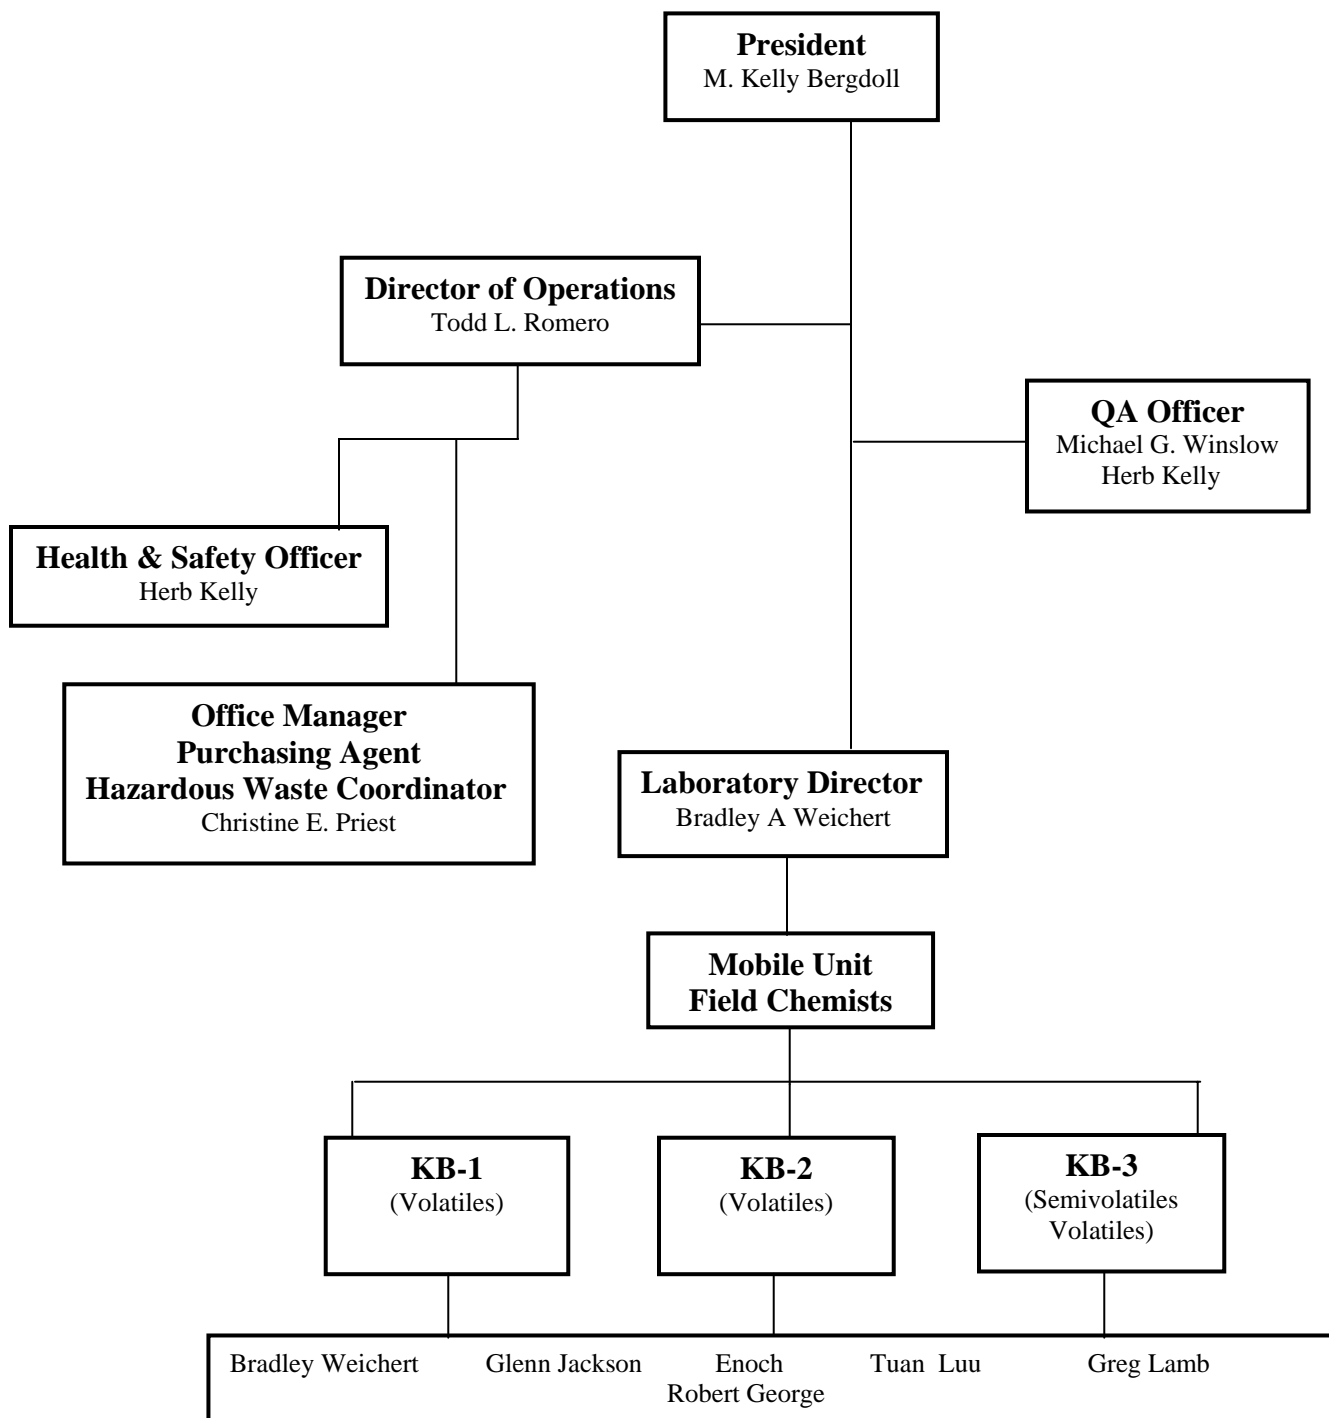 President
M. Kelly Bergdoll
Director of Operations
Todd L. Romero
QA Officer
Michael G. Winslow
Herb Kelly
Health & Safety Officer
Herb Kelly
Office Manager
Purchasing Agent
Hazardous Waste Coordinator
Christine E. Priest
Laboratory Director
Bradley A Weichert
Mobile Unit
Field Chemists
KB-1
(Volatiles)
KB-2
(Volatiles)
KB-3
(Semivolatiles
Volatiles)
Bradley Weichert Glenn Jackson Enoch Tuan Luu Greg Lamb
Robert George